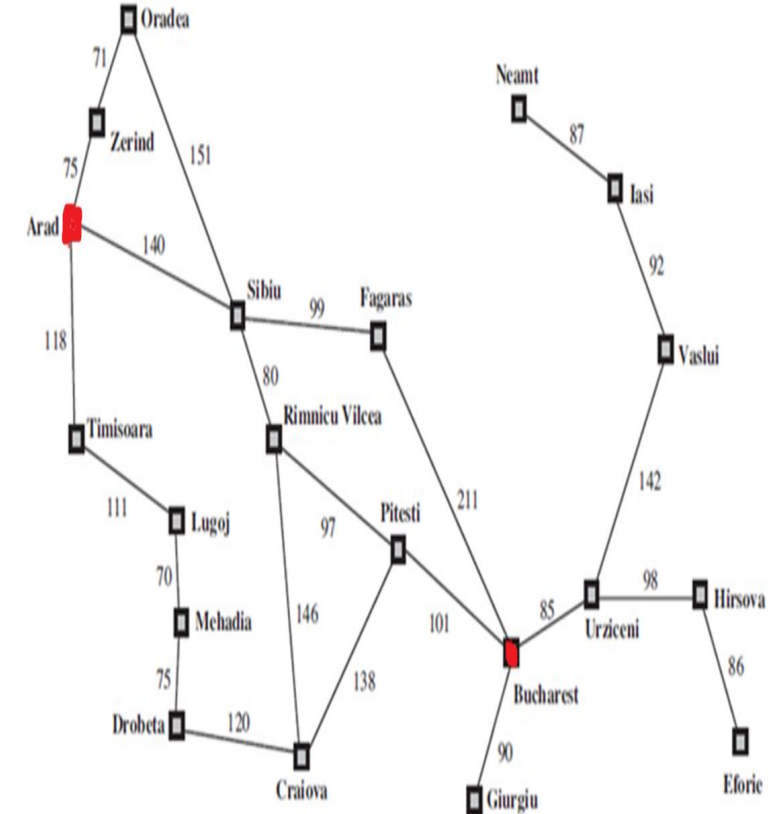 Oradea
71
Neamt
Zerind
87
151
75
Iasi
Arad
140
92
Sibiu
99
Fagaras
118
Vaslui
80
Timisoara
Rimnicu Vilcea
142
211
111
Lugoj
97
Pitesti
70
98
Hirsova
146
101
85
Urziceni
Mehadia
86
75
138
Bucharest
Drobeta
120
90
Craiova
Giurgiu
Eforie